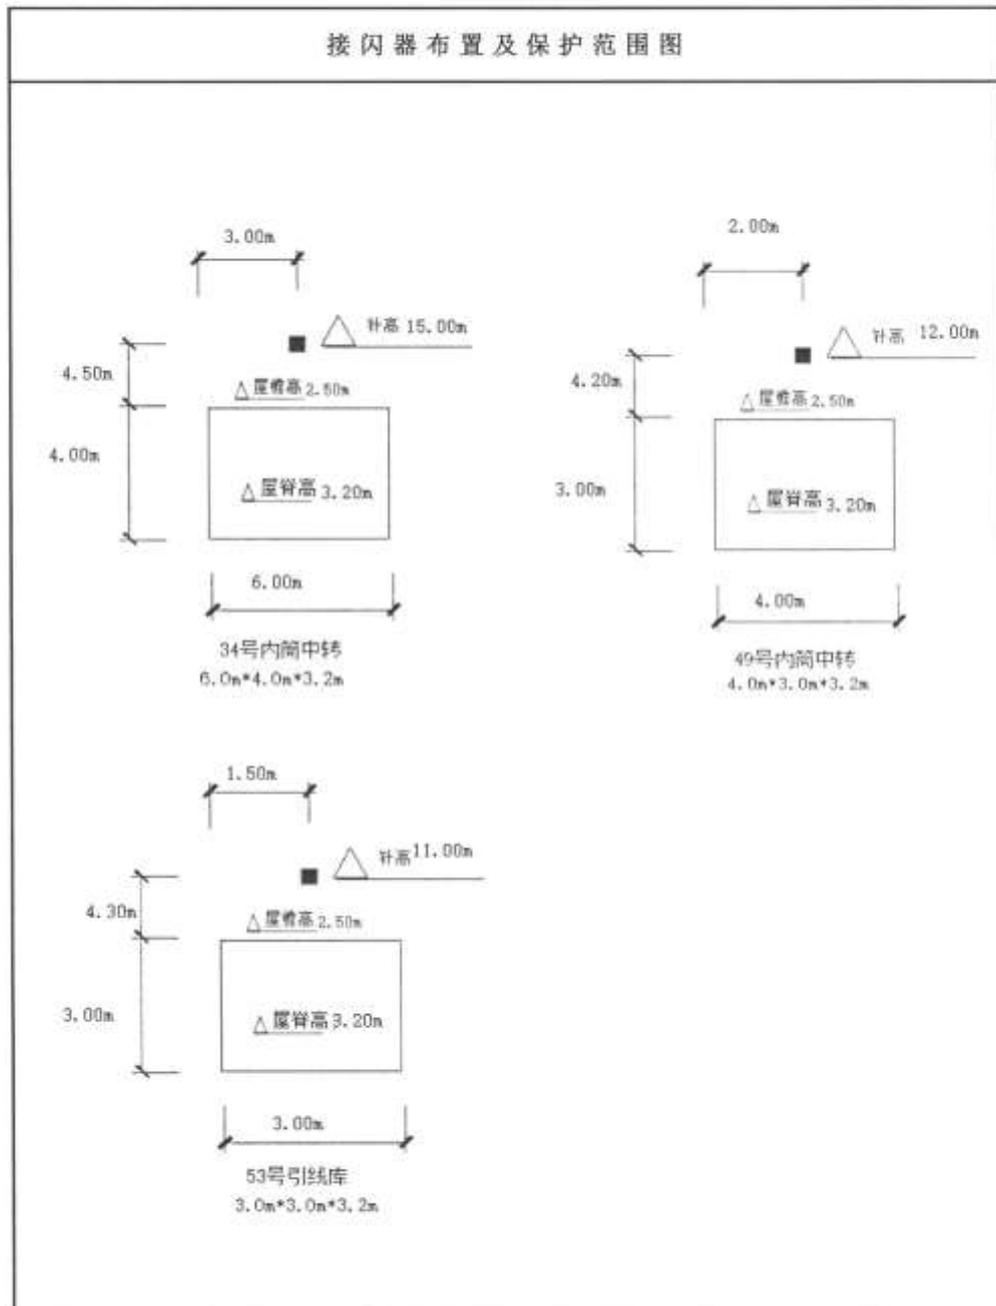 接闪器布置及保护范围图
3.00m
针高 15.00m
4.50m
屋檐高 2.50m
4.00m
屋脊高 3.20m
6.00m
34号内筒中转
6.0m*4.0m*3.2m
2.00m
针高 12.00m
4.20m
屋檐高 2.50m
3.00m
屋脊高 3.20m
4.00m
49号内筒中转
4.0m*3.0m*3.2m
1.50m
针高 11.00m
4.30m
屋檐高 2.50m
3.00m
屋脊高 3.20m
3.00m
53号引线库
3.0m*3.0m*3.2m